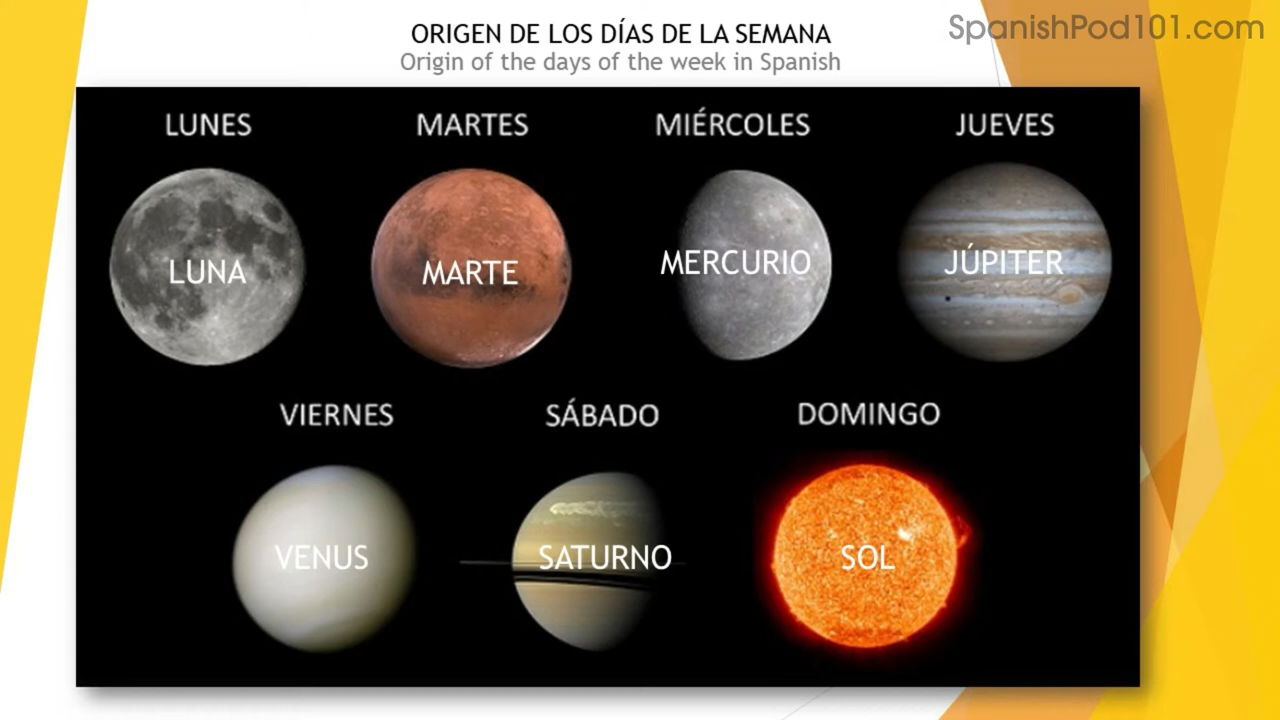 SpanishPod101.com
ORIGEN DE LOS DÍAS DE LA SEMANA
Origin of the days of the week in Spanish
LUNES MARTES MIÉRCOLES JUEVES
LUNA MARTE MERCURIO JÚPITER
VIERNES SÁBADO DOMINGO
VENUS SATURNO SOL